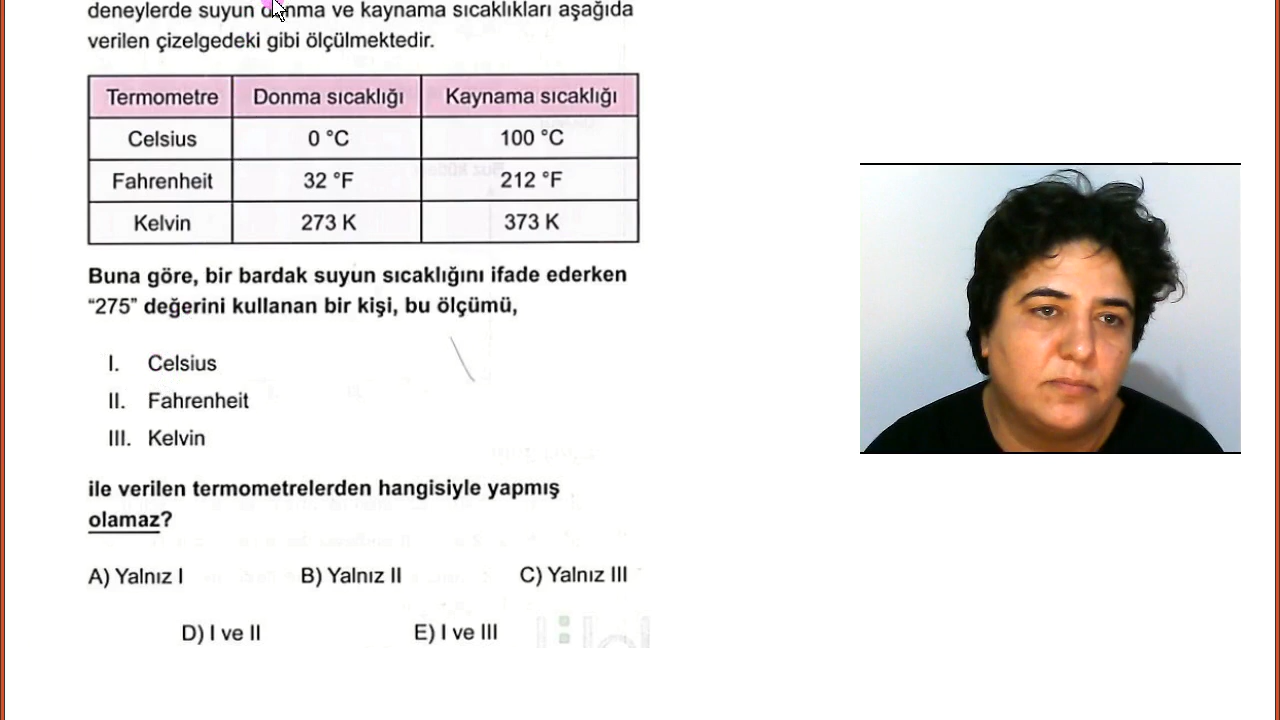 deneylerde suyun donma ve kaynama sıcaklıkları aşağıda
verilen çizelgedeki gibi ölçülmektedir.
Termometre Donma sıcaklığı Kaynama sıcaklığı
Celsius 0 °C 100 °C
Fahrenheit 32 °F 212 °F
Kelvin 273 K 373 K
Buna göre, bir bardak suyun sıcaklığını ifade ederken
“275” değerini kullanan bir kişi, bu ölçümü,
I. Celsius
II. Fahrenheit
III. Kelvin
ile verilen termometrelerden hangisiyle yapmış
olamaz?
A) Yalnız I B) Yalnız II C) Yalnız III
D) I ve II E) I ve III